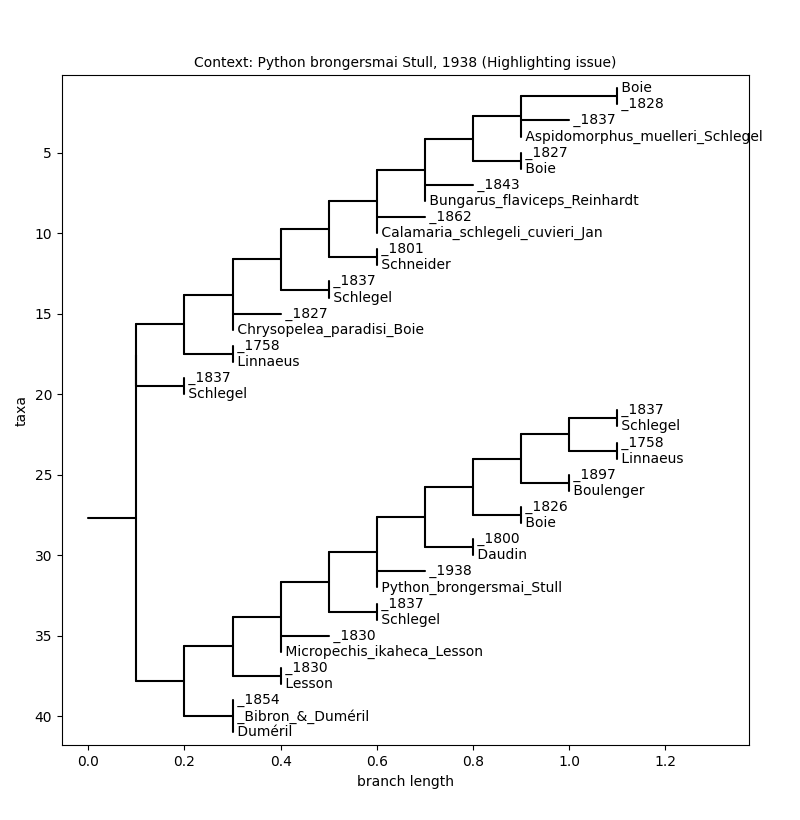 Context: Python brongersmai Stull, 1938 (Highlighting issue)
Boie
_1828
_1837
Aspidomorphus_muelleri_Schlegel
_1827
Boie
_1843
Bungarus_flaviceps_Reinhardt
_1862
Calamaria_schlegeli_cuvieri_Jan
_1801
Schneider
_1837
Schlegel
_1827
Chrysopelea_paradisi_Boie
_1758
Linnaeus
_1837
Schlegel
_1837
Schlegel
_1758
Linnaeus
_1897
Boulenger
_1826
Boie
_1800
Daudin
_1938
Python_brongersmai_Stull
_1837
Schlegel
_1830
Micropechis_ikaheca_Lesson
_1830
Lesson
_1854
_Bibron_&_Duméril
Duméril
5
10
15
20
25
30
35
40
taxa
0.0 0.2 0.4 0.6 0.8 1.0 1.2
branch length